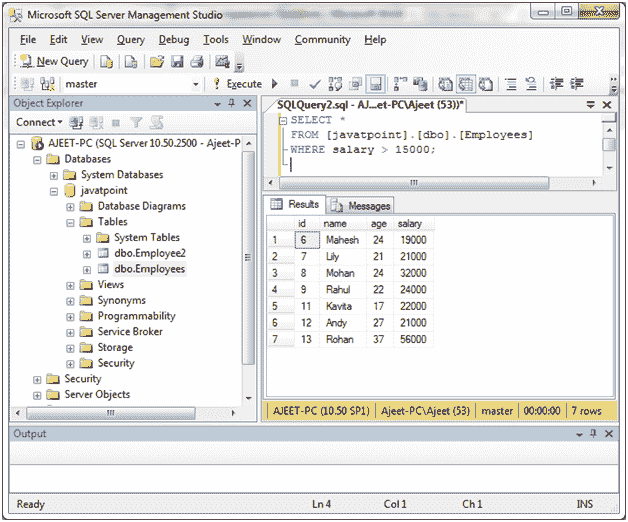 Microsoft SQL Server Management Studio
File Edit View Query Debug Tools Window Community Help
New Query
master Execute
Object Explorer
Connect
AJEET-PC (SQL Server 10.50.2500 - Ajeet-P
Databases
System Databases
javatpoint
Database Diagrams
Tables
System Tables
dbo.Employee2
dbo.Employees
Views
Synonyms
Programmability
Service Broker
Storage
Security
Security
Server Objects
SQLQuery2.sql - AJ...et-PC\Ajeet (53))*
SELECT *
FROM [javatpoint].[dbo].[Employees]
WHERE salary > 15000;
Results Messages
id name age salary
1 6 Mahesh 24 19000
2 7 Lily 21 21000
3 8 Mohan 24 32000
4 9 Rahul 22 24000
5 11 Kavita 17 22000
6 12 Andy 27 21000
7 13 Rohan 37 56000
AJEET-PC (10.50 SP1) Ajeet-PC\Ajeet (53) master 00:00:00 7 rows
Output
Ready Ln 4 Col 1 Ch 1 INS